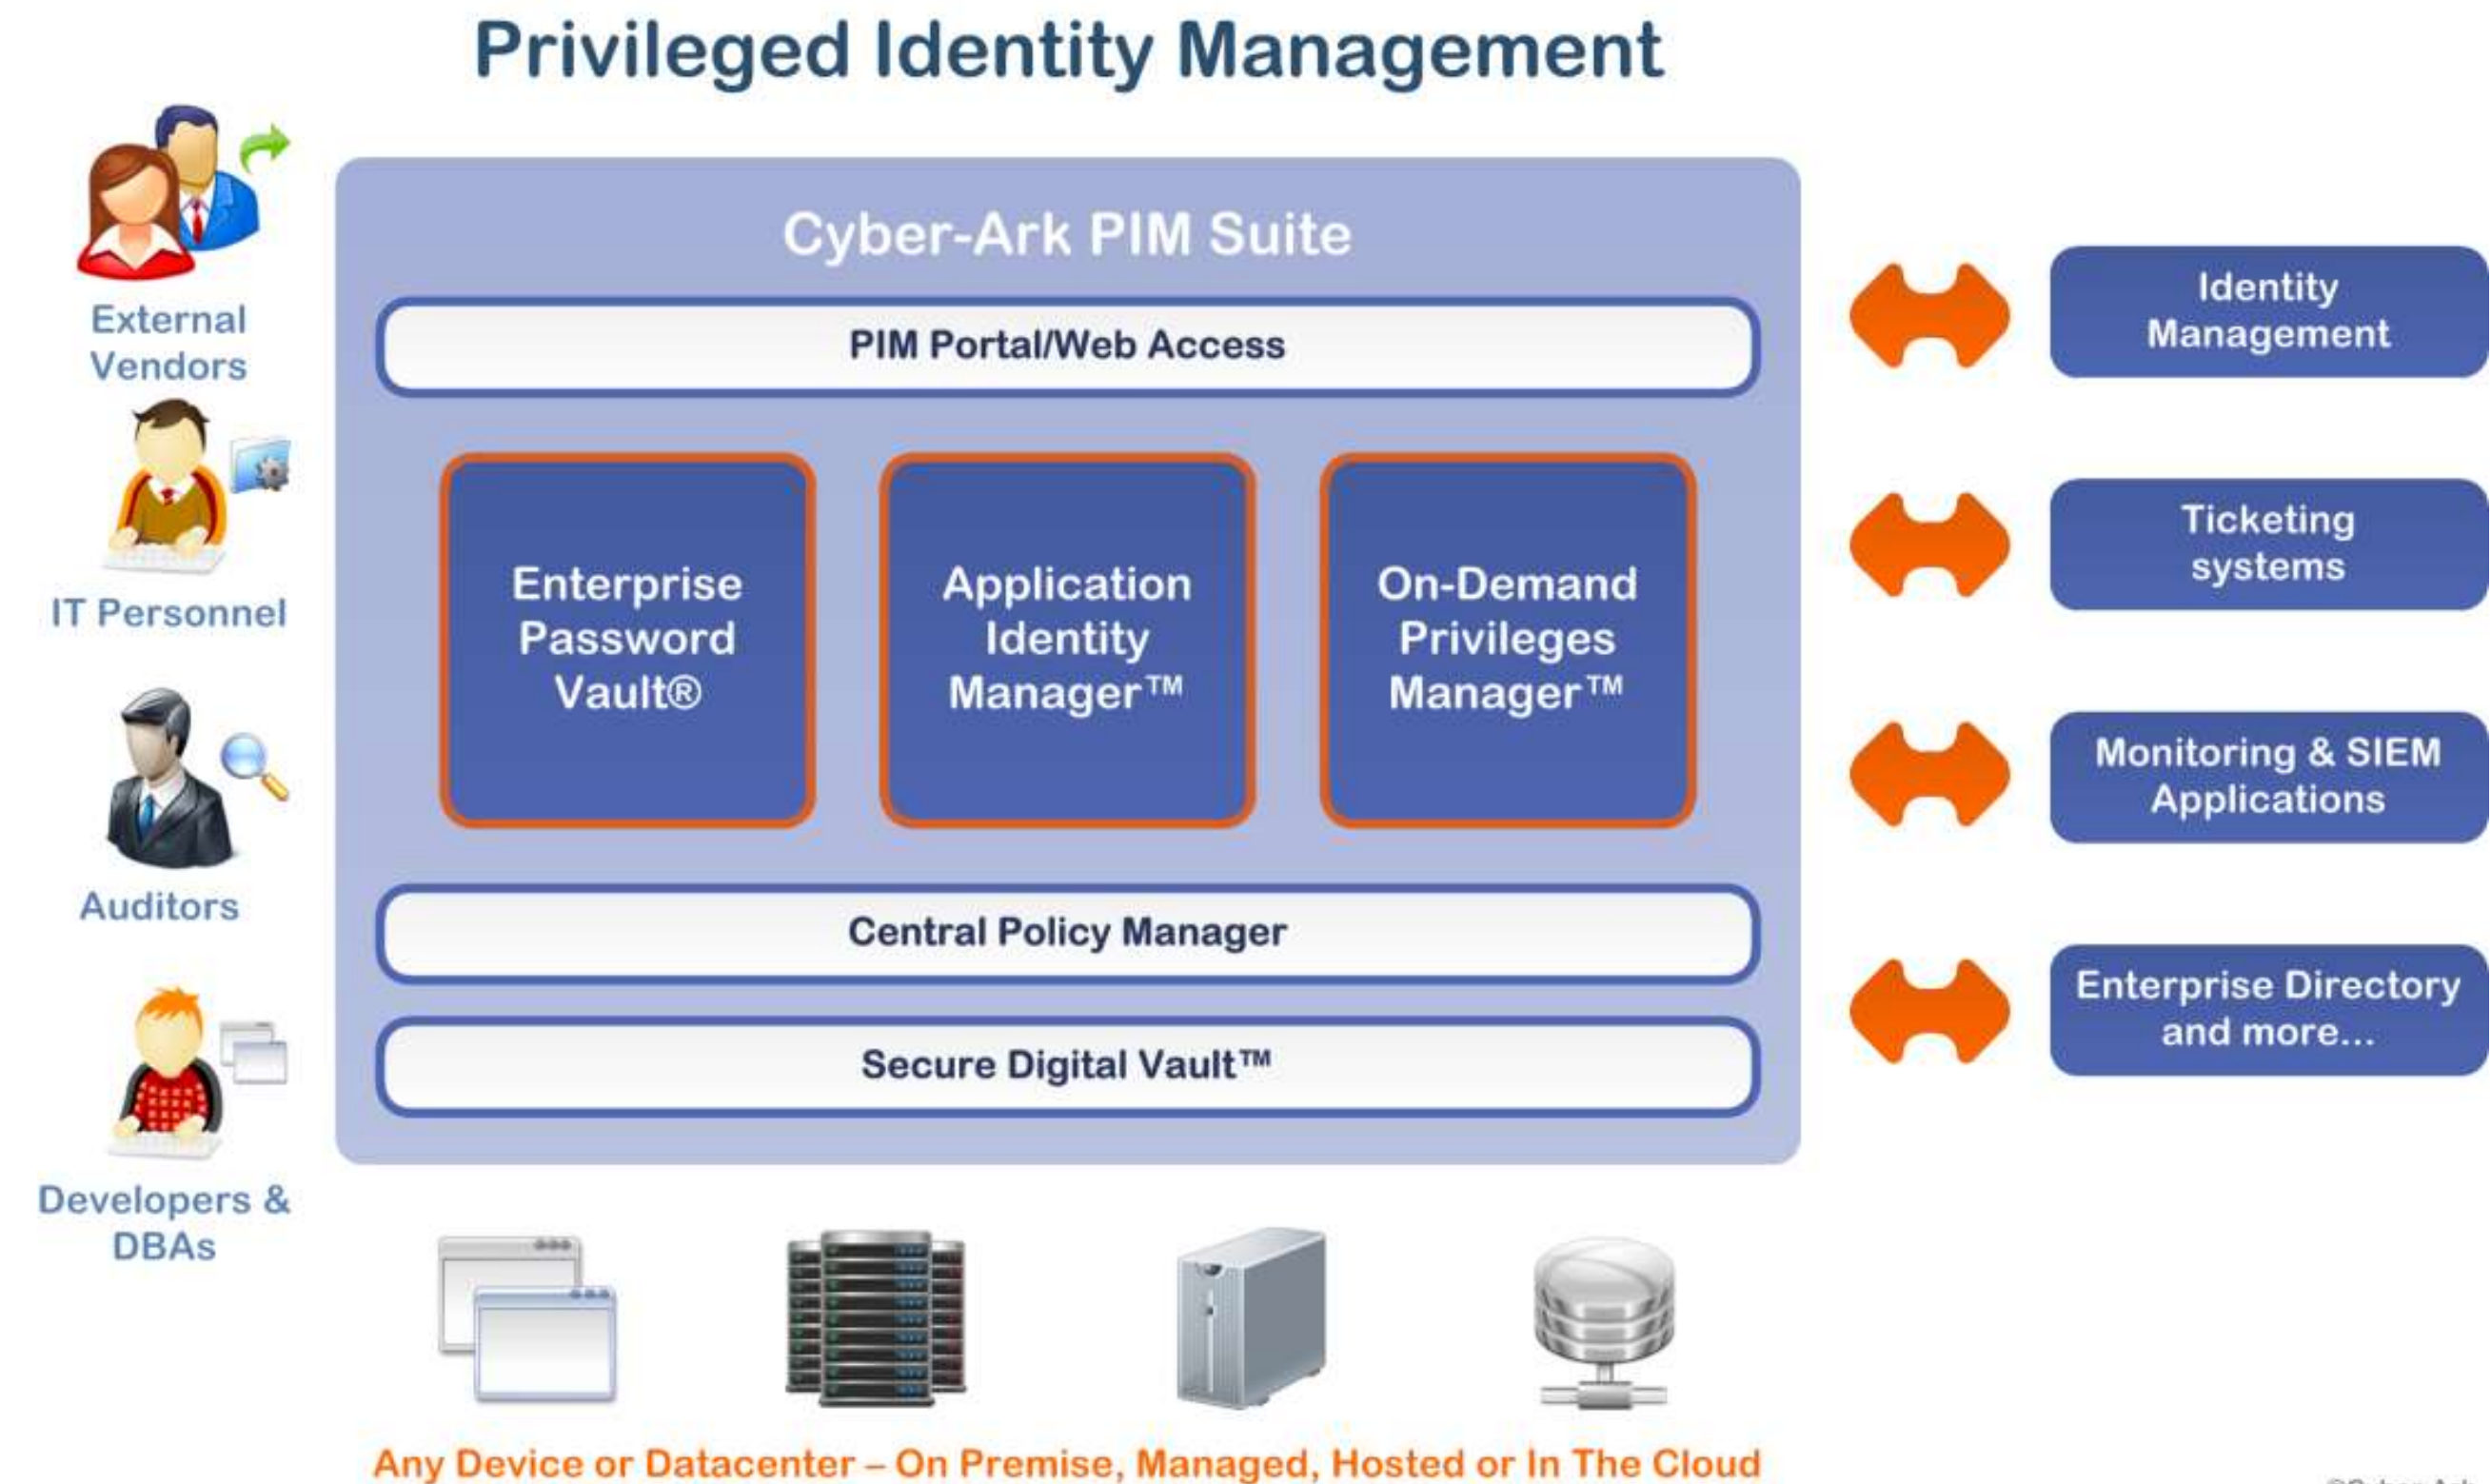 Privileged Identity Management
External
Vendors
IT Personnel
Auditors
Developers &
DBAs
Cyber-Ark PIM Suite
PIM Portal/Web Access
Enterprise
Password
Vault®
Application
Identity
Manager™
On-Demand
Privileges
Manager™
Central Policy Manager
Secure Digital Vault™
Identity
Management
Ticketing
systems
Monitoring & SIEM
Applications
Enterprise Directory
and more...
Any Device or Datacenter – On Premise, Managed, Hosted or In The Cloud